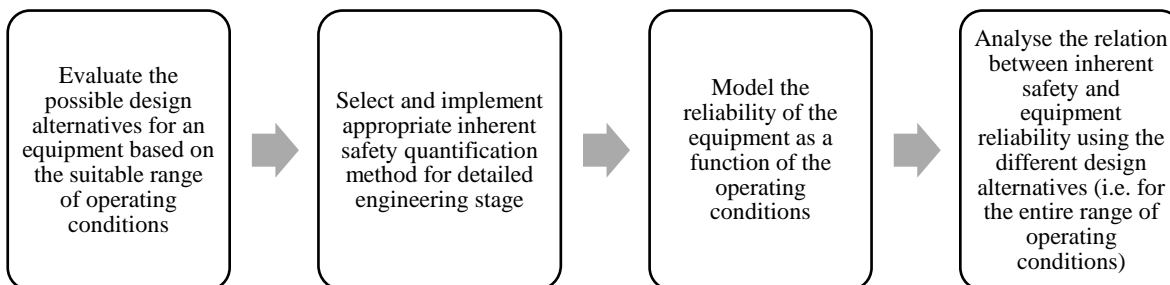 Evaluate the
possible design
alternatives for an
equipment based on
the suitable range
of operating
conditions
Select and implement
appropriate inherent
safety quantification
method for detailed
engineering stage
Model the
reliability of the
equipment as a
function of the
operating
conditions
Analyse the relation
between inherent
safety and
equipment
reliability using the
different design
alternatives (i.e. for
the entire range of
operating
conditions)